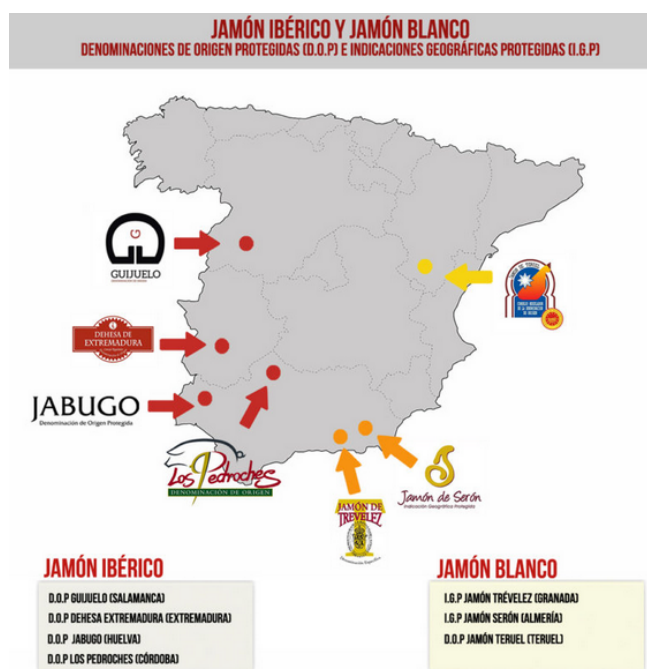 JAMÓN IBÉRICO Y JAMÓN BLANCO
DENOMINACIONES DE ORIGEN PROTEGIDAS (D.O.P) E INDICACIONES GEOGRÁFICAS PROTEGIDAS (I.G.P)
G
GUIJUELO
DENOMINACIÓN DE ORIGEN
DEHESA DE
EXTREMADURA
JABUGO
Denominación de Origen Protegida
Los Pedroches
DENOMINACIÓN DE ORIGEN
JAMÓN DE
TREVELEZ
Jamón de Serón
Indicación Geográfica Protegida
JAMÓN IBÉRICO
D.O.P GUIJUELO (SALAMANCA)
D.O.P DEHESA EXTREMADURA (EXTREMADURA)
D.O.P JABUGO (HUELVA)
D.O.P LOS PEDROCHES (CÓRDOBA)
JAMÓN BLANCO
I.G.P JAMÓN TRÉVELEZ (GRANADA)
I.G.P JAMÓN SERÓN (ALMERÍA)
D.O.P JAMÓN TERUEL (TERUEL)